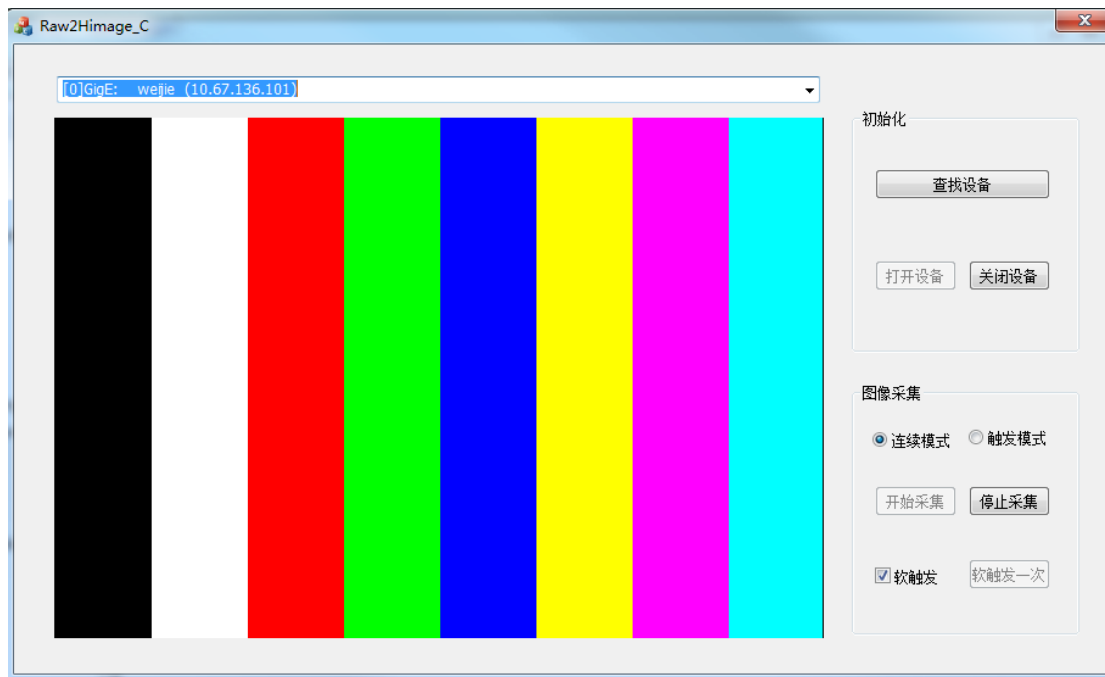 Raw2Himage_C
[0]GigE: weijie (10.67.136.101)
初始化
查找设备
打开设备 关闭设备
图像采集
连续模式 触发模式
开始采集 停止采集
软触发 软触发一次